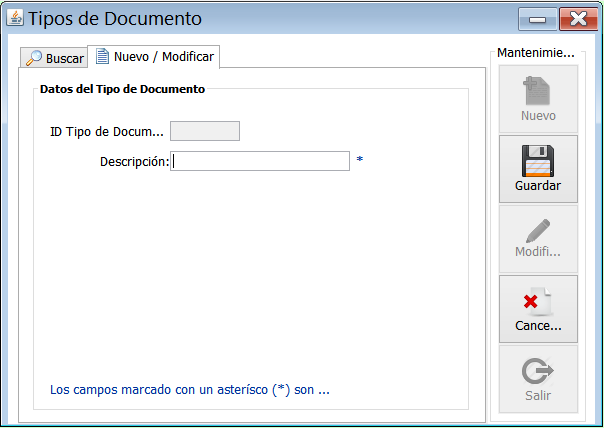 Tipos de Documento
Buscar
Nuevo / Modificar
Mantenimie...
Datos del Tipo de Documento
ID Tipo de Docum...
Descripción:
*
Nuevo
Guardar
Modifi...
Cance...
Salir
Los campos marcado con un asterísco (*) son ...